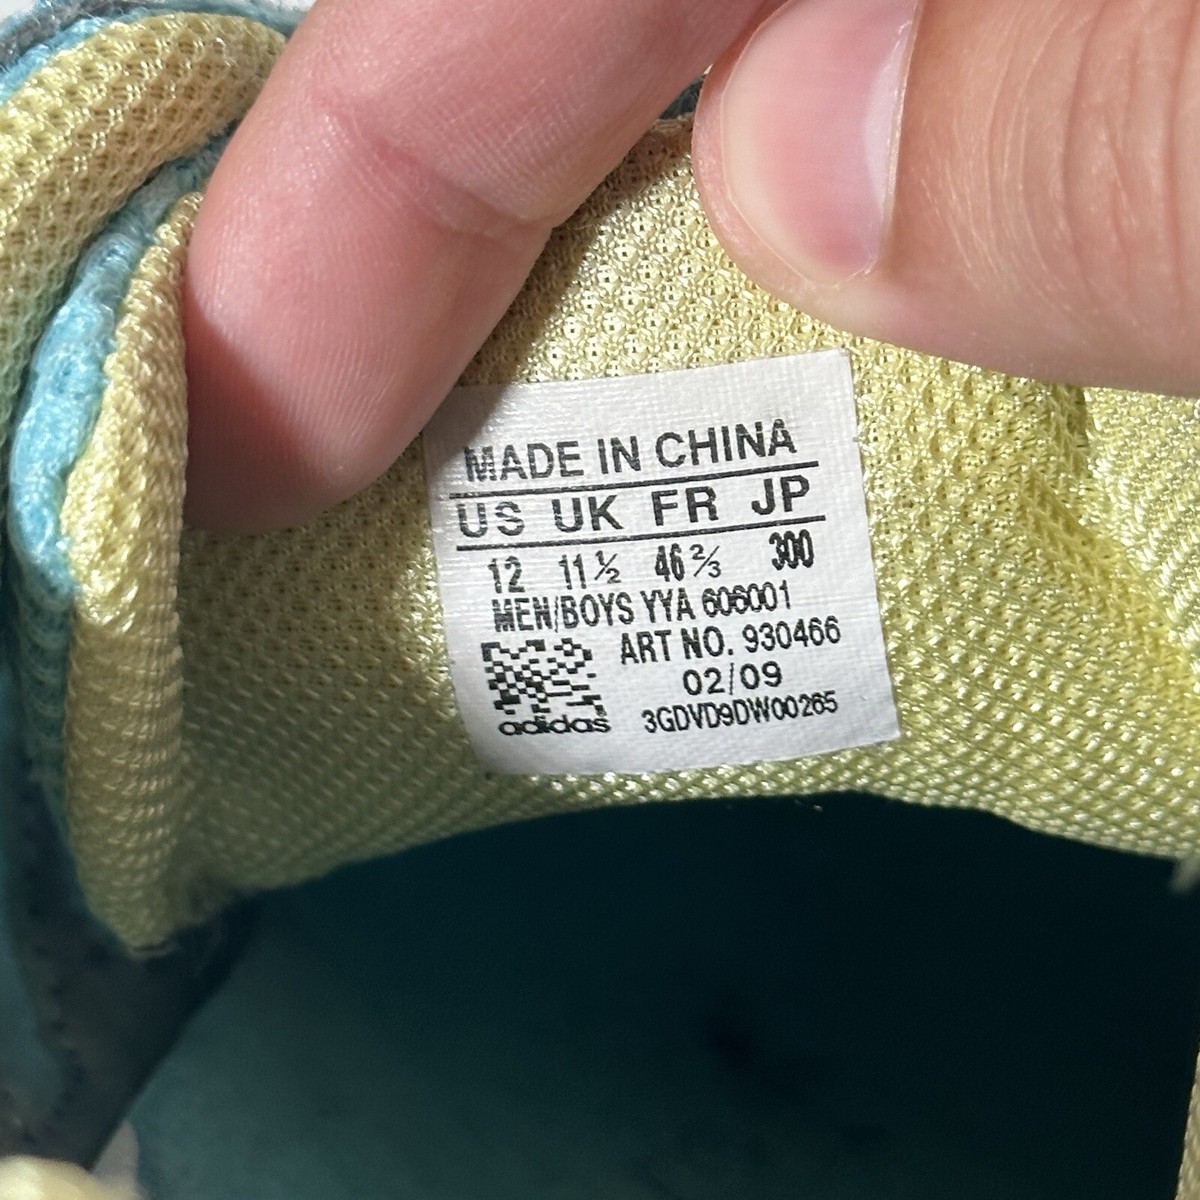 MADE IN CHINA
US UK FR JP
12 11½ 46⅔ 300
MEN/BOYS YYA 606001
ART NO. 930466
02/09
adidas 3GDVD9DW00265